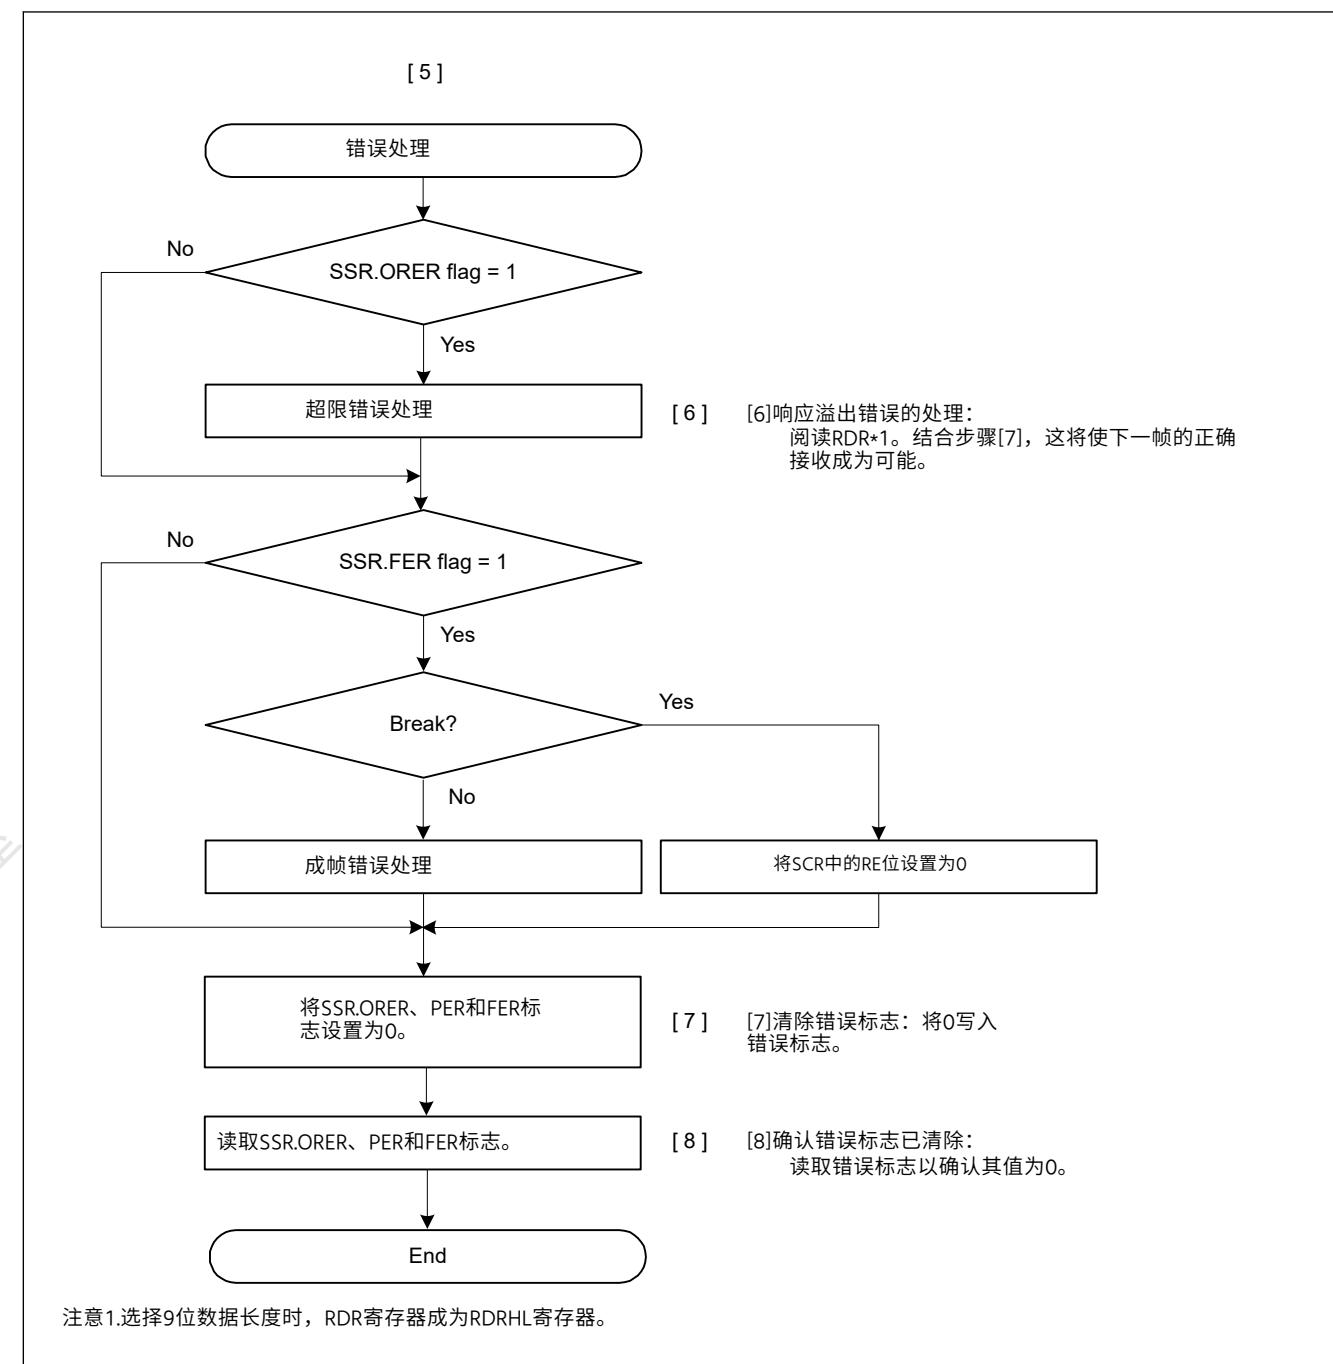 [ 5 ]
错误处理
No
SSR.ORER flag = 1
Yes
超限错误处理
[ 6 ]
[6]响应溢出错误的处理：
阅读RDR*1。结合步骤[7]，这将使下一帧的正确
接收成为可能。
No
SSR.FER flag = 1
Yes
Break?
Yes
No
成帧错误处理
将SCR中的RE位设置为0
将SSR.ORER、PER和FER标
志设置为0。
[ 7 ]
[7]清除错误标志：将0写入
错误标志。
读取SSR.ORER、PER和FER标志。
[ 8 ]
[8]确认错误标志已清除：
读取错误标志以确认其值为0。
End
注意1.选择9位数据长度时，RDR寄存器成为RDRHL寄存器。